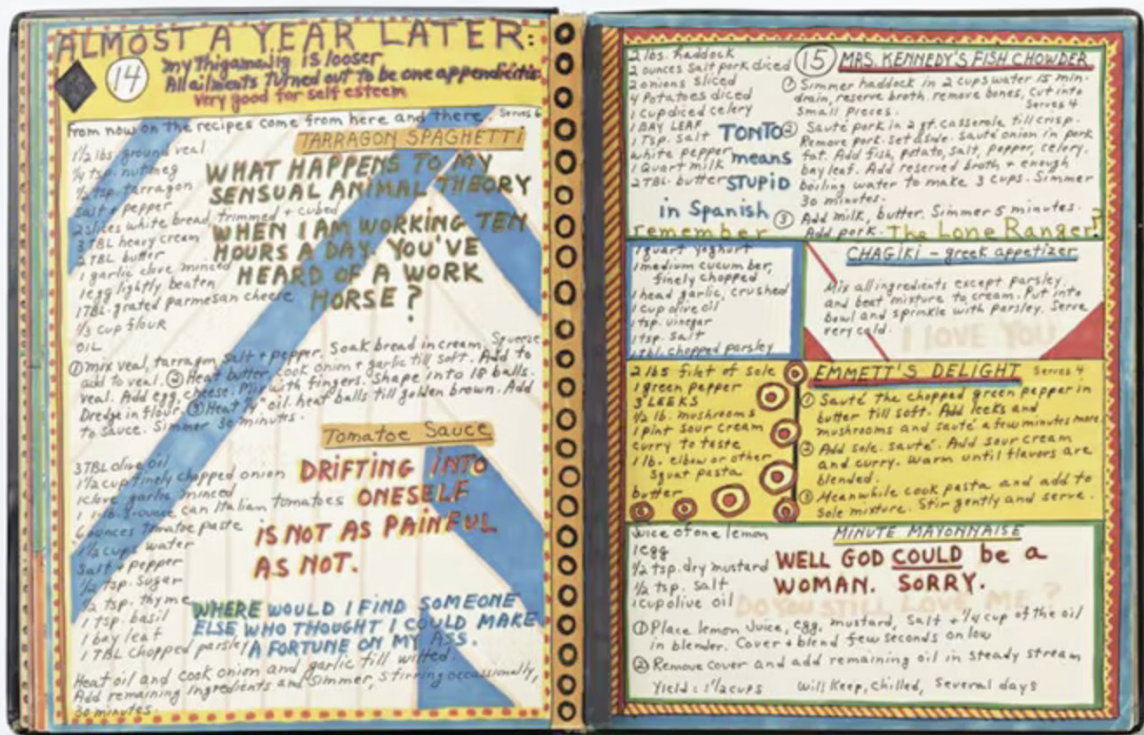 ALMOST A YEAR LATER:
14
my Thigamajig is looser
All ailments Turned out to be one appendicitis
very good for self esteem
From now on the recipes come from here and there. Serves 6
TARRAGON SPAGHETTI
1 1/2 lbs. ground veal
1/4 tsp. nutmeg
1/2 tsp. tarragon
Salt + pepper
2 slices white bread, trimmed + cubed
3 TBL heavy cream
2 TBL butter
1 garlic clove minced
1 egg lightly beaten
1 TBL. grated parmesan cheese
1/3 cup flour
OIL
WHAT HAPPENS TO MY
SENSUAL ANIMAL THEORY
WHEN I AM WORKING TEN
HOURS A DAY. YOU'VE
HEARD OF A WORK
HORSE?
① mix veal, tarragon, salt + pepper. Soak bread in cream, squeeze
add to veal. ② Heat butter, cook onion + garlic till soft. Add to
veal. Add egg, cheese. Mix with fingers. Shape into 18 balls.
Dredge in flour. ③ Heat 1/4" oil. heat balls till golden brown. Add
to sauce. Simmer 30 minutes.
Tomatoe Sauce
3 TBL olive oil
1/2 cup finely chopped onion
1 clove garlic minced
can Italian tomatoes
6 ounces tomatoe paste
1 1/2 cups water
Salt + pepper
1/2 tsp. sugar
1/2 tsp. thyme
1 tsp. basil
1 bay leaf
1 TBL chopped parsley
DRIFTING INTO
ONESELF
IS NOT AS PAINFUL
AS NOT.
WHERE WOULD I FIND SOMEONE
ELSE WHO THOUGHT I COULD MAKE
A FORTUNE ON MY ASS.
Heat oil and cook onion and garlic till wilted.
Add remaining ingredients and simmer, stirring occassionally,
30 minutes.
15 MRS. KENNEDY'S FISH CHOWDER
2 lbs. haddock
2 ounces salt pork diced
2 onions sliced
4 Potatoes diced
1 cup diced celery
1 BAY LEAF
1 Tsp. Salt
white pepper
1 Quart milk
2 TBL butter
TONTO
means
STUPID
in Spanish
remember The Lone Ranger?
① Simmer haddock in 2 cups water 15 min.
drain, reserve broth. remove bones, cut into
small pieces. Serves 4
② Sauté pork in 2 qt. casserole till crisp.
Remove pork. Set aside. Sauté onion in pork
fat. Add fish, potato, salt, pepper, celery,
bay leaf. Add reserved broth + enough
boiling water to make 3 cups. Simmer
30 minutes.
③ Add milk, butter. Simmer 5 minutes.
Add pork.
1 quart yoghurt
1 medium cucumber,
finely chopped
1 head garlic, crushed
1 cup olive oil
1 tsp. vinegar
1 tsp. salt
1 tbl. chopped parsley
CHAGIKI - greek appetizer
Mix all ingredients except parsley.
and beat mixture to cream. Put into
bowl and sprinkle with parsley. Serve
very cold.
I LOVE YOU
2 lbs filet of sole
1 green pepper
3 LEEKS
1/2 lb. mushrooms
1 pint sour cream
curry to taste
1 lb. elbow or other
squat pasta
butter
EMMETT'S DELIGHT Serves 4
① Sauté the chopped green pepper in
butter till soft. Add leeks and
mushrooms and sauté a few minutes more.
② Add sole. sauté. Add sour cream
and curry. Warm until flavors are
blended.
③ Meanwhile cook pasta and add to
sole mixture. Stir gently and serve.
MINUTE MAYONNAISE
Juice of one lemon
1 egg
1/2 tsp. dry mustard
1/2 tsp. salt
1 cup olive oil
WELL GOD COULD be a
WOMAN. SORRY.
DO YOU STILL LOVE ME?
① Place lemon juice, egg, mustard, salt + 1/4 cup of the oil
in blender. Cover + blend few seconds on low
② Remove cover and add remaining oil in steady stream
Yield: 1 1/2 cups Will keep, chilled, several days